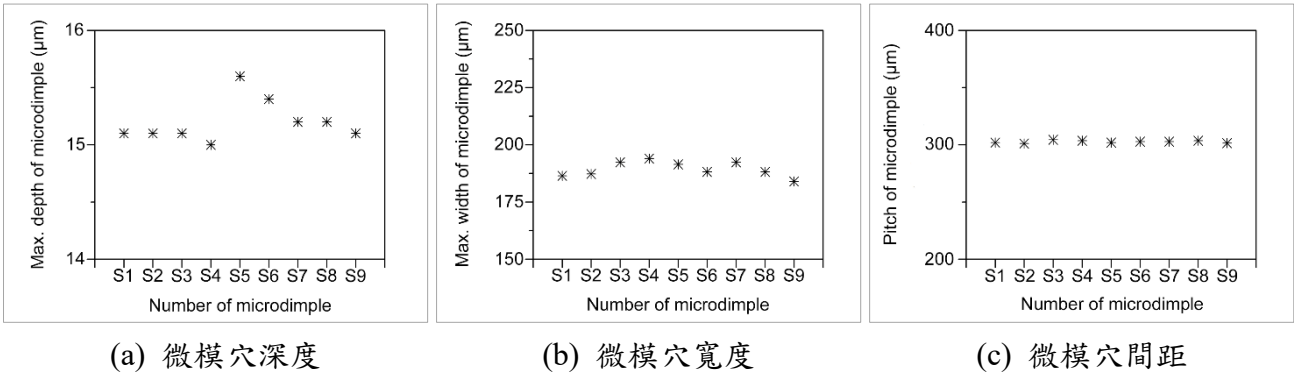 16
15
14
Max. depth of microdimple (μm)
S1 S2 S3 S4 S5 S6 S7 S8 S9
Number of microdimple
(a) 微模穴深度
250
225
200
175
150
Max. width of microdimple (μm)
S1 S2 S3 S4 S5 S6 S7 S8 S9
Number of microdimple
(b) 微模穴寬度
400
300
200
Pitch of microdimple (μm)
S1 S2 S3 S4 S5 S6 S7 S8 S9
Number of microdimple
(c) 微模穴間距